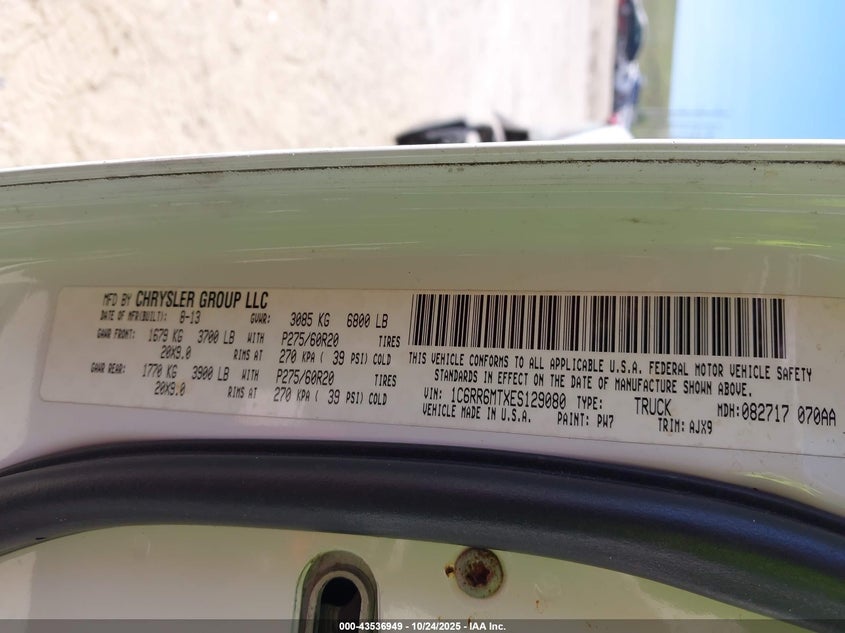 MFD BY CHRYSLER GROUP LLC
DATE OF MFR(BUILT): 8-13 GVWR: 3085 KG 6800 LB
GAWR FRONT: 1679 KG 3700 LB WITH P275/60R20 TIRES
20X9.0 RIMS AT 270 KPA ( 39 PSI) COLD
GAWR REAR: 1770 KG 3900 LB WITH P275/60R20 TIRES
20X9.0 RIMS AT 270 KPA ( 39 PSI) COLD
THIS VEHICLE CONFORMS TO ALL APPLICABLE U.S.A. FEDERAL MOTOR VEHICLE SAFETY
STANDARDS IN EFFECT ON THE DATE OF MANUFACTURE SHOWN ABOVE.
VIN: 1C6RR6MTXES129080 TYPE: TRUCK MDH: 082717 070AA
VEHICLE MADE IN U.S.A. PAINT: PW7 TRIM: AJX9
000-43536949 - 10/24/2025 - IAA Inc.